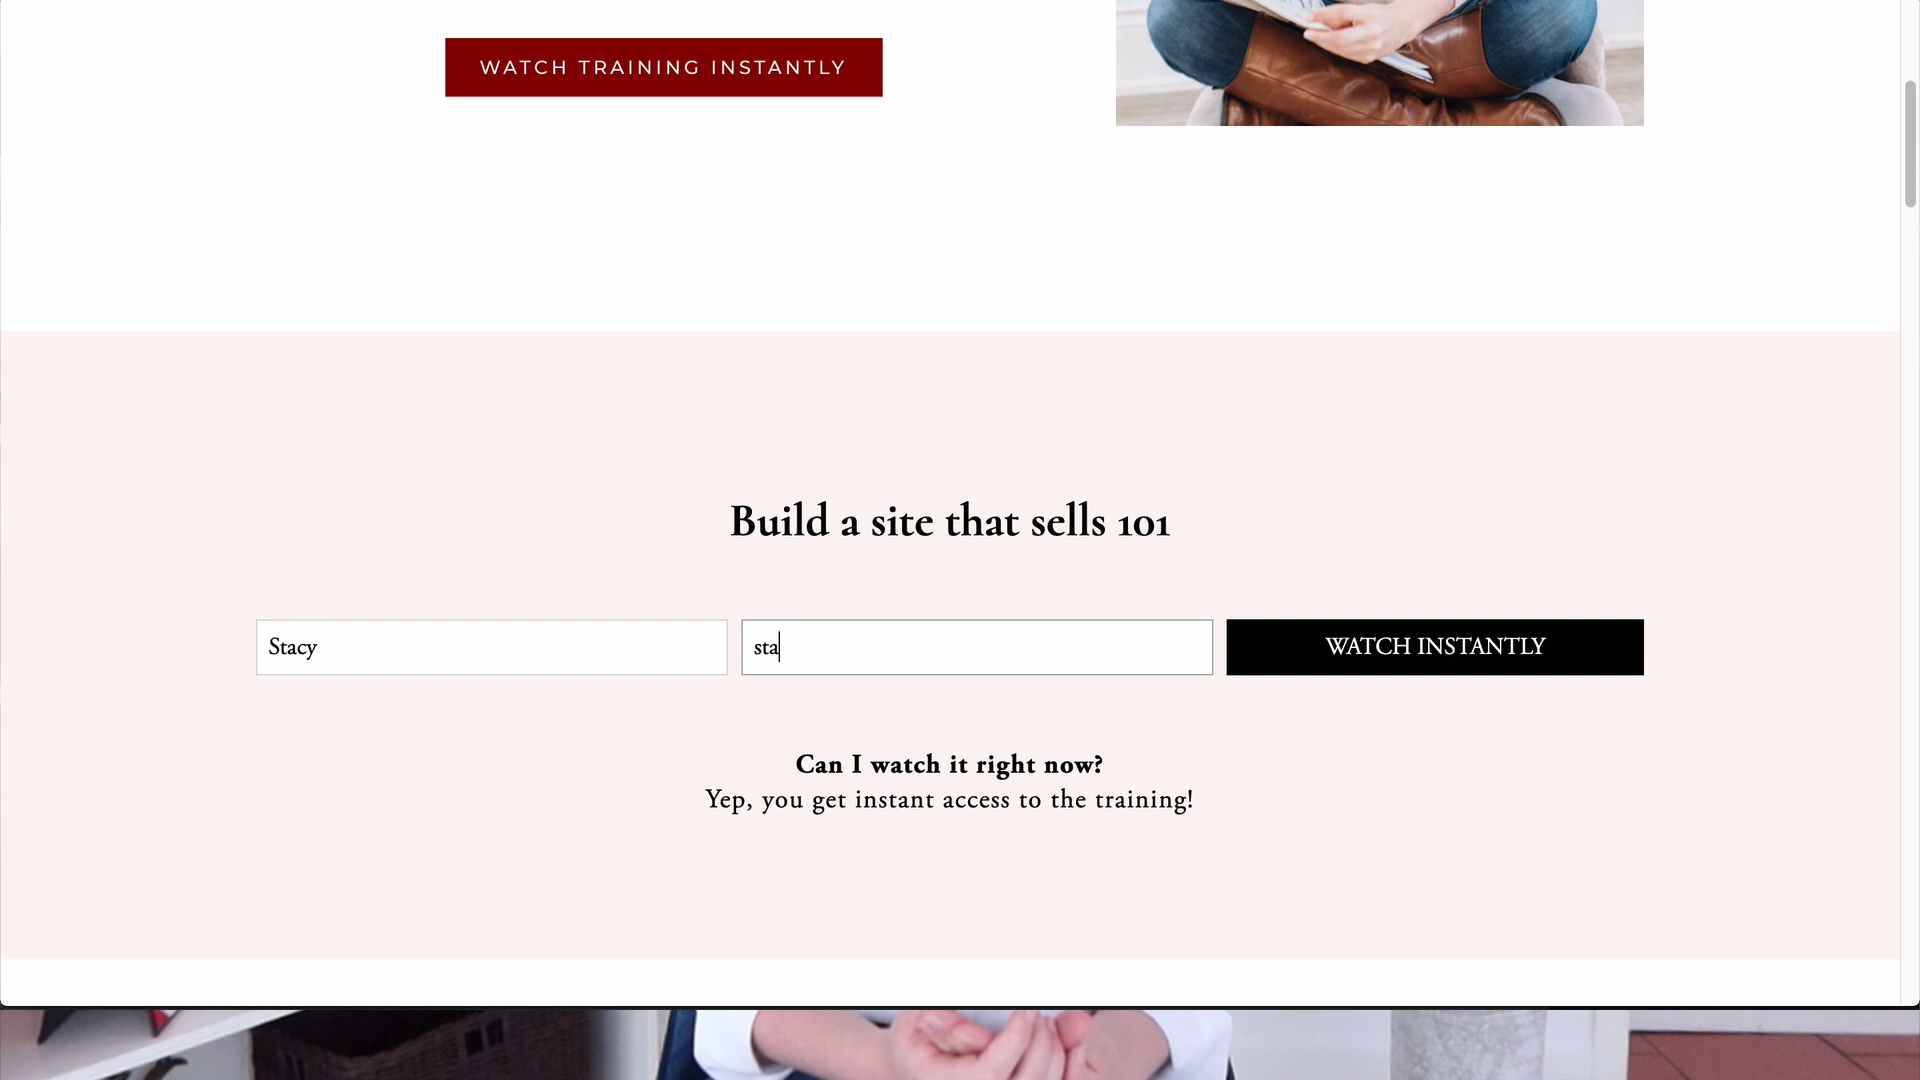 WATCH TRAINING INSTANTLY
Build a site that sells 101
Stacy
sta
WATCH INSTANTLY
Can I watch it right now?
Yep, you get instant access to the training!